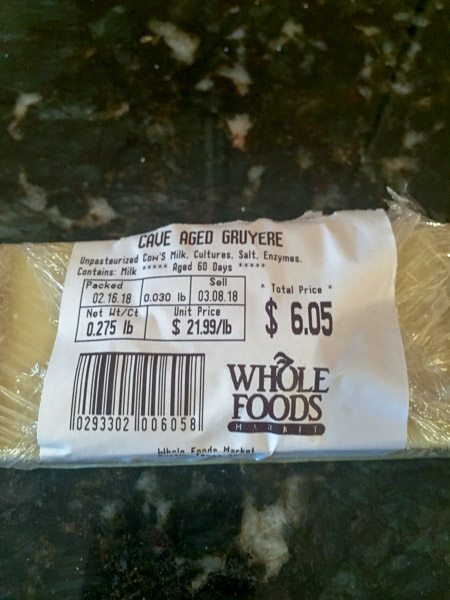 CAVE AGED GRUYERE
Unpasteurized Cow'S Milk, Cultures, Salt, Enzymes.
Contains: Milk ***** Aged 60 Days *****
Packed Sell
02.16.18 0.030 lb 03.08.18
Net Wt/Ct Unit Price
0.275 lb $ 21.99/lb
* Total Price *
$ 6.05
0293302 006058
WHOLE
FOODS
MARKET
Whole Foods Market